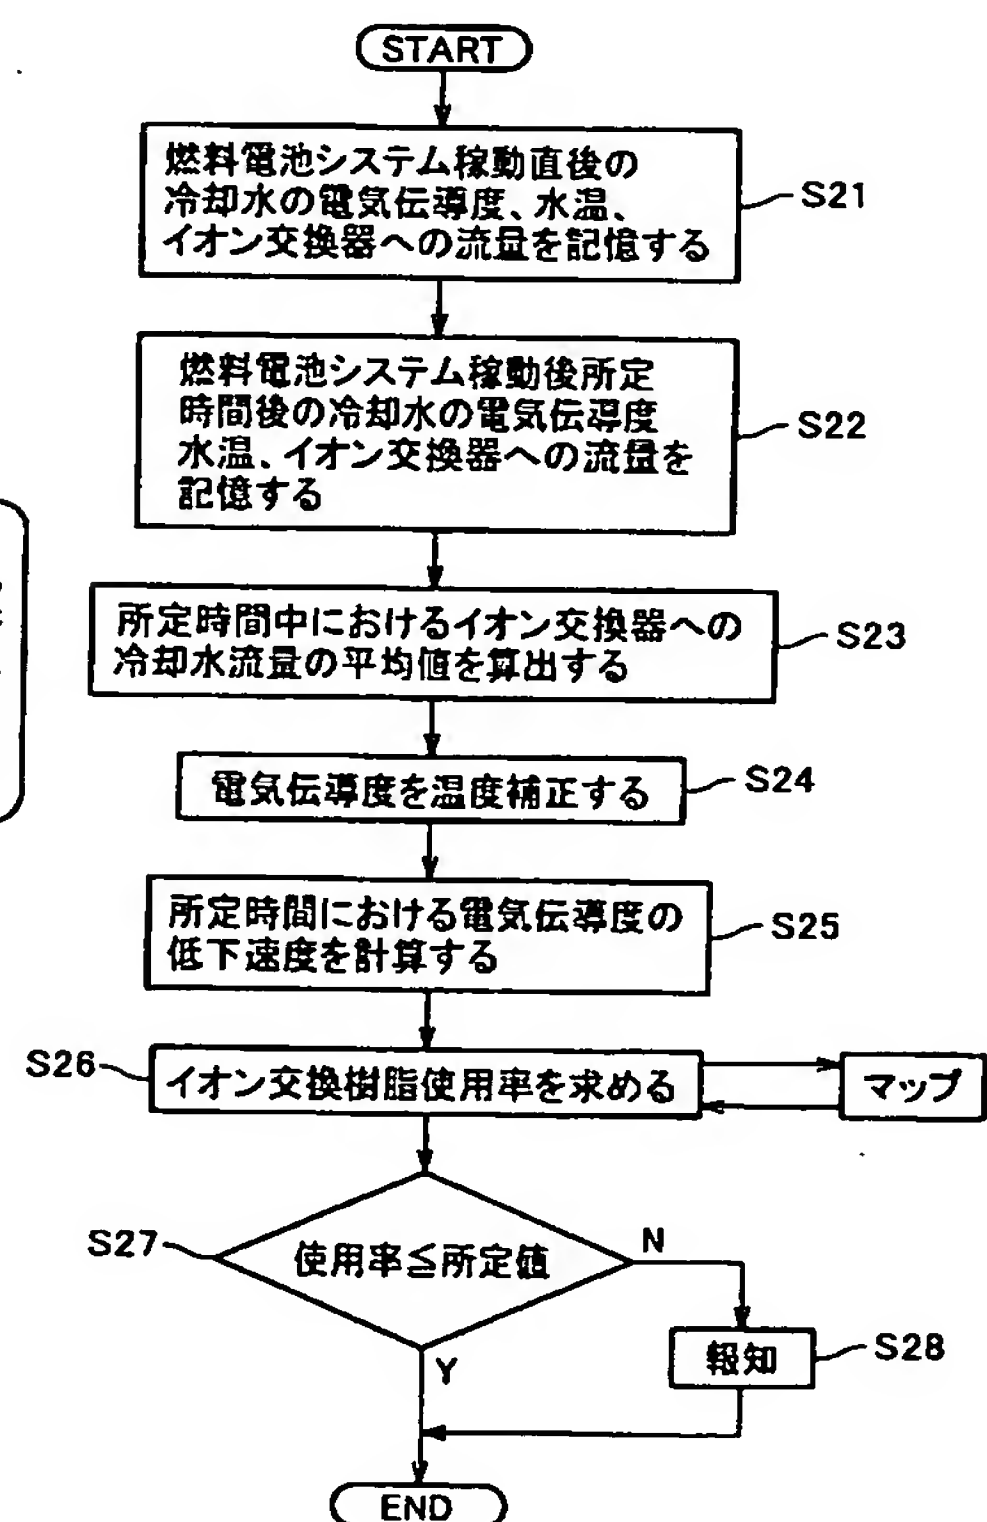 START
燃料電池システム稼動直後の
冷却水の電気伝導度、水温、
イオン交換器への流量を記憶する
S21
燃料電池システム稼動後所定
時間後の冷却水の電気伝導度
水温、イオン交換器への流量を
記憶する
S22
所定時間中におけるイオン交換器への
冷却水流量の平均値を算出する
S23
電気伝導度を温度補正する
S24
所定時間における電気伝導度の
低下速度を計算する
S25
S26
イオン交換樹脂使用率を求める
マップ
S27
使用率≦所定値
N
Y
報知
S28
END